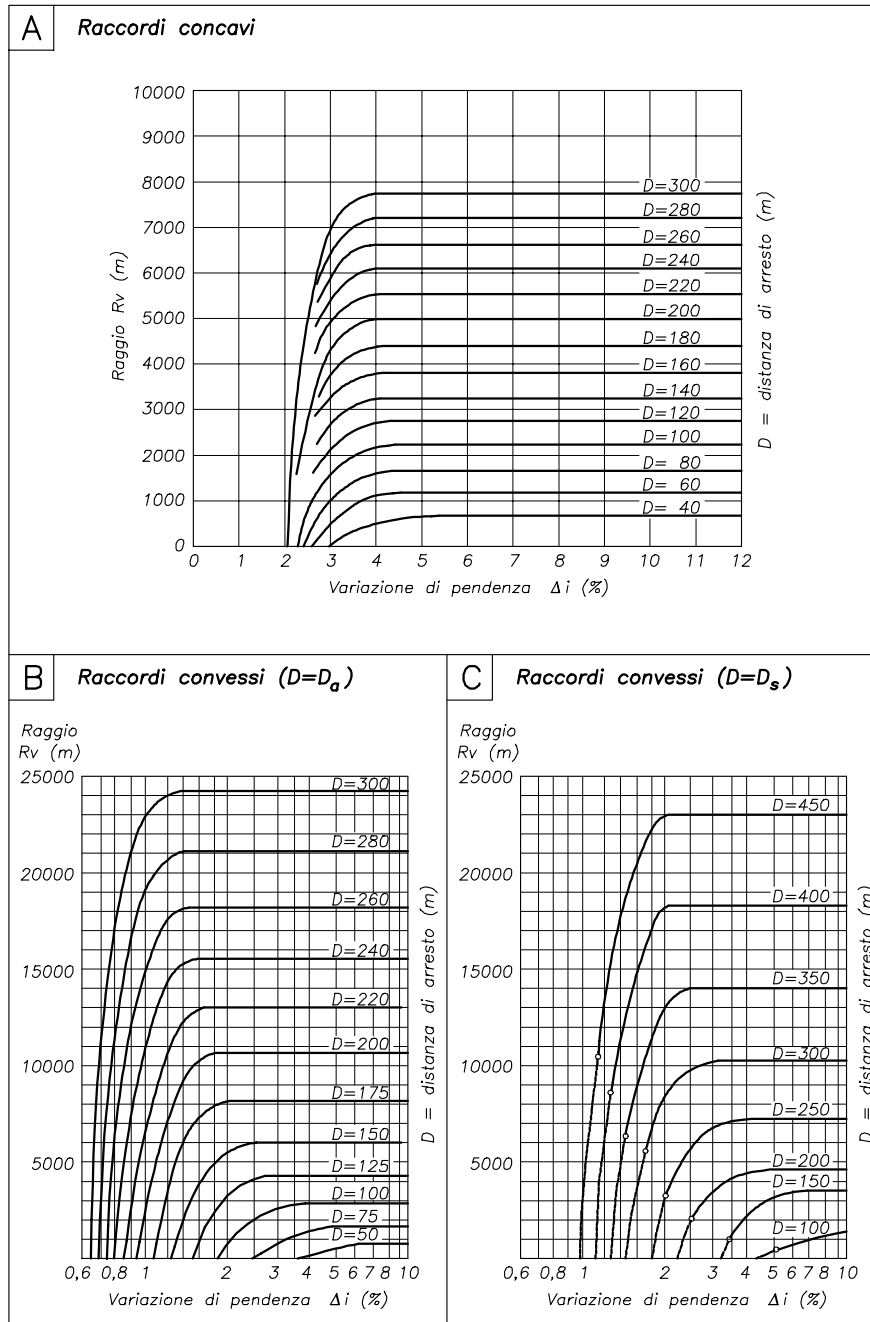 A
Raccordi concavi
10000
9000
8000
7000
6000
5000
4000
3000
2000
1000
0
Raggio Rv (m)
D=300
D=280
D=260
D=240
D=220
D=200
D=180
D=160
D=140
D=120
D=100
D= 80
D= 60
D= 40
D = distanza di arresto (m)
0 1 2 3 4 5 6 7 8 9 10 11 12
Variazione di pendenza Δi (%)
B
Raccordi convessi (D=Da)
Raggio
Rv (m)
25000
20000
15000
10000
5000
D=300
D=280
D=260
D=240
D=220
D=200
D=175
D=150
D=125
D=100
D=75
D=50
D = distanza di arresto (m)
0,6 0,8 1 2 3 4 5 6 7 8 10
Variazione di pendenza Δi (%)
C
Raccordi convessi (D=Ds)
Raggio
Rv (m)
25000
20000
15000
10000
5000
D=450
D=400
D=350
D=300
D=250
D=200
D=150
D=100
D = distanza di arresto (m)
0,6 0,8 1 2 3 4 5 6 7 8 10
Variazione di pendenza Δi (%)